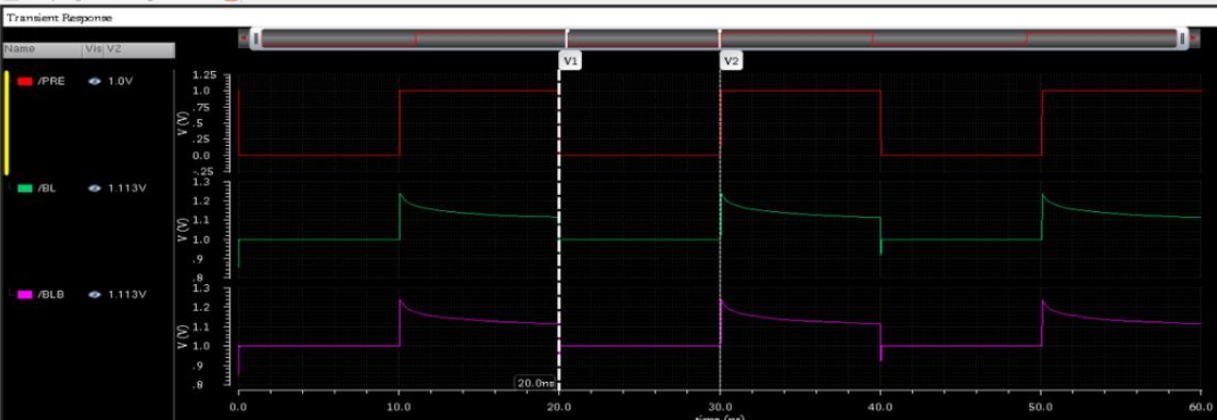 Transient Response
Name Vis V2
V1 V2
/PRE 1.0V
1.25
1.0
.75
.5
.25
0.0
-.25
V (V)
/BL 1.113V
1.3
1.2
1.1
1.0
.9
.8
V (V)
/BLB 1.113V
1.3
1.2
1.1
1.0
.9
.8
V (V)
20.0ns
0.0 10.0 20.0 30.0 40.0 50.0 60.0
time (ns)